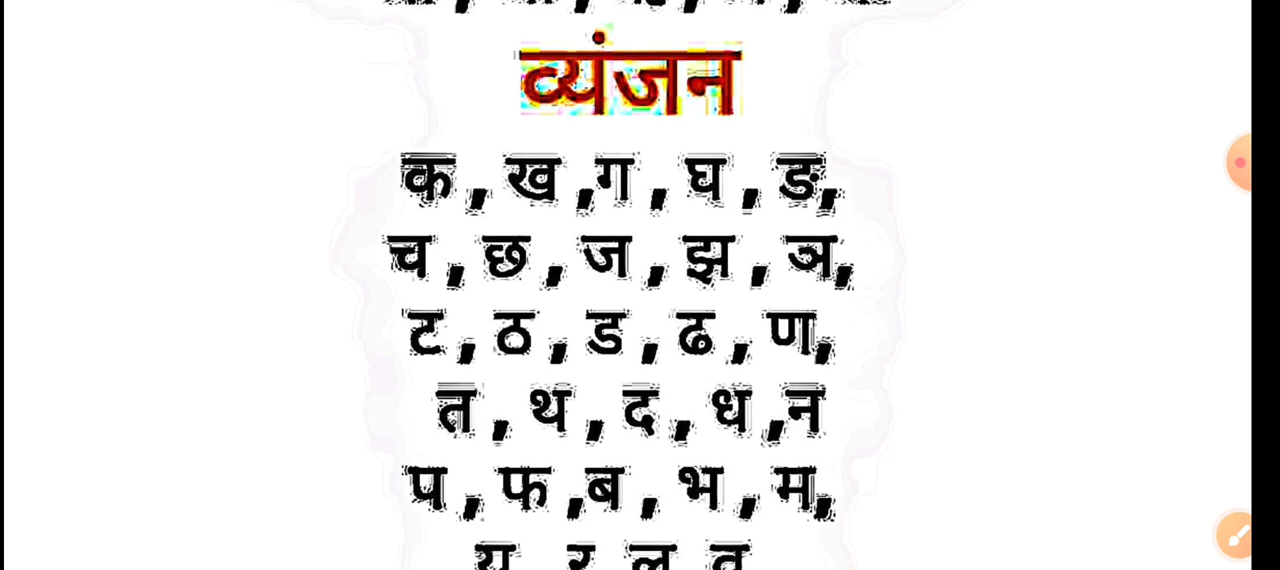 व्यंजन
क , ख ,ग , घ , ङ,
च , छ , ज , झ , ञ,
ट , ठ , ड , ढ , ण,
त , थ , द , ध ,न
प , फ ,ब , भ , म,
य र ल व